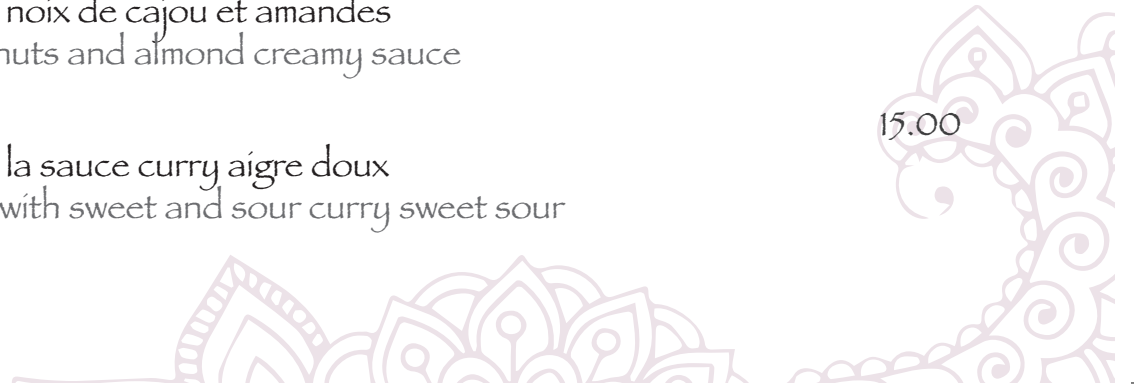 noix de cajou et amandes
nuts and almond creamy sauce
15.00
la sauce curry aigre doux
with sweet and sour curry sweet sour